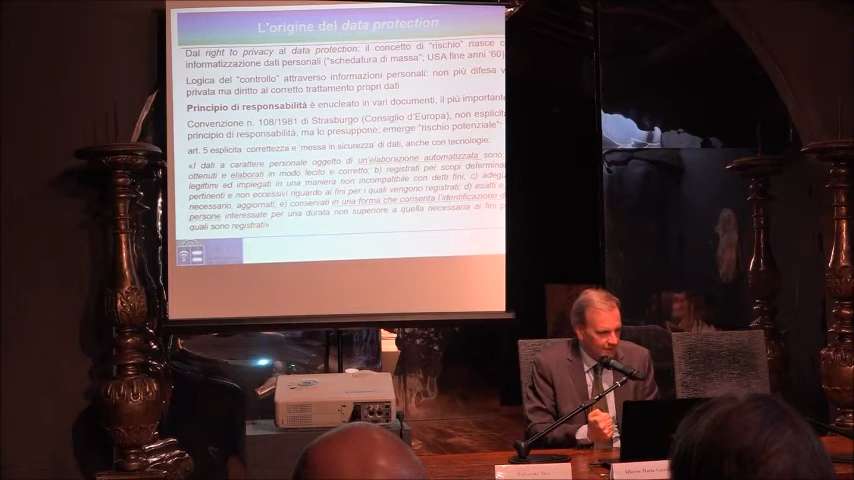 L'origine del data protection
Dal right to privacy al data protection: il concetto di "rischio" nasce
informatizzazione dati personali ("schedatura di massa"; USA fine anni '60)
Logica del "controllo" attraverso informazioni personali: non più difesa
privata ma diritto al corretto trattamento propri dati
Principio di responsabilità è enucleato in vari documenti, il più importante
Convenzione n. 108/1981 di Strasburgo (Consiglio d'Europa), non esplicit
principio di responsabilità, ma lo presuppone; emerge "rischio potenziale":
art. 5 esplicita correttezza e 'messa in sicurezza' di dati, anche con tecnologie:
«I dati a carattere personale oggetto di un'elaborazione automatizzata sono
ottenuti e elaborati in modo lecito e corretto; b) registrati per scopi determina
legittimi ed impiegati in una maniera non incompatibile con detti fini; c) adegu
pertinenti e non eccessivi riguardo ai fini per i quali vengono registrati; d) esatti e
necessario, aggiornati; e) conservati in una forma che consenta l'identificazione d
persone interessate per una durata non superiore a quella necessaria ai fini p
quali sono registrati»